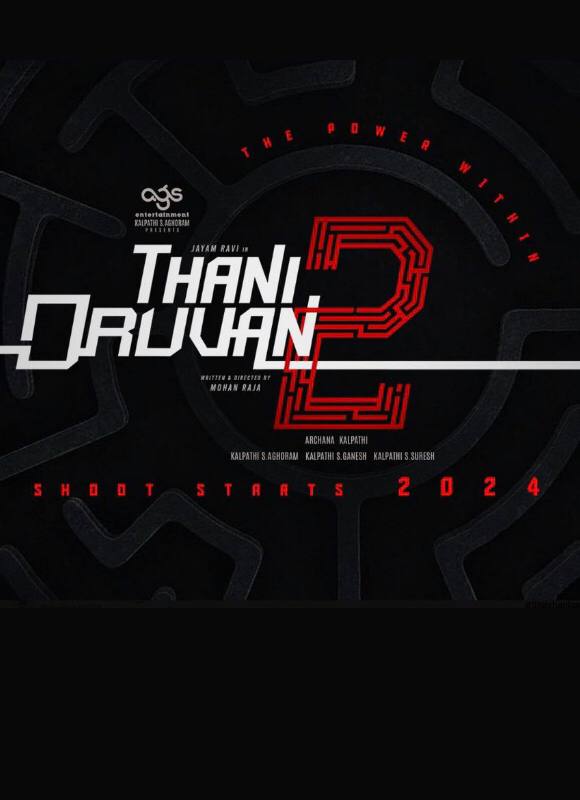 THE POWER WITHIN
ags
entertainment
KALPATHI S.AGHORAM
PRESENTS
JAYAM RAVI IN
THANI
ORUVAN 2
WRITTEN & DIRECTED BY
MOHAN RAJA
ARCHANA KALPATHI
KALPATHI S.AGHORAM KALPATHI S.GANESH KALPATHI S.SURESH
SHOOT STARTS 2024